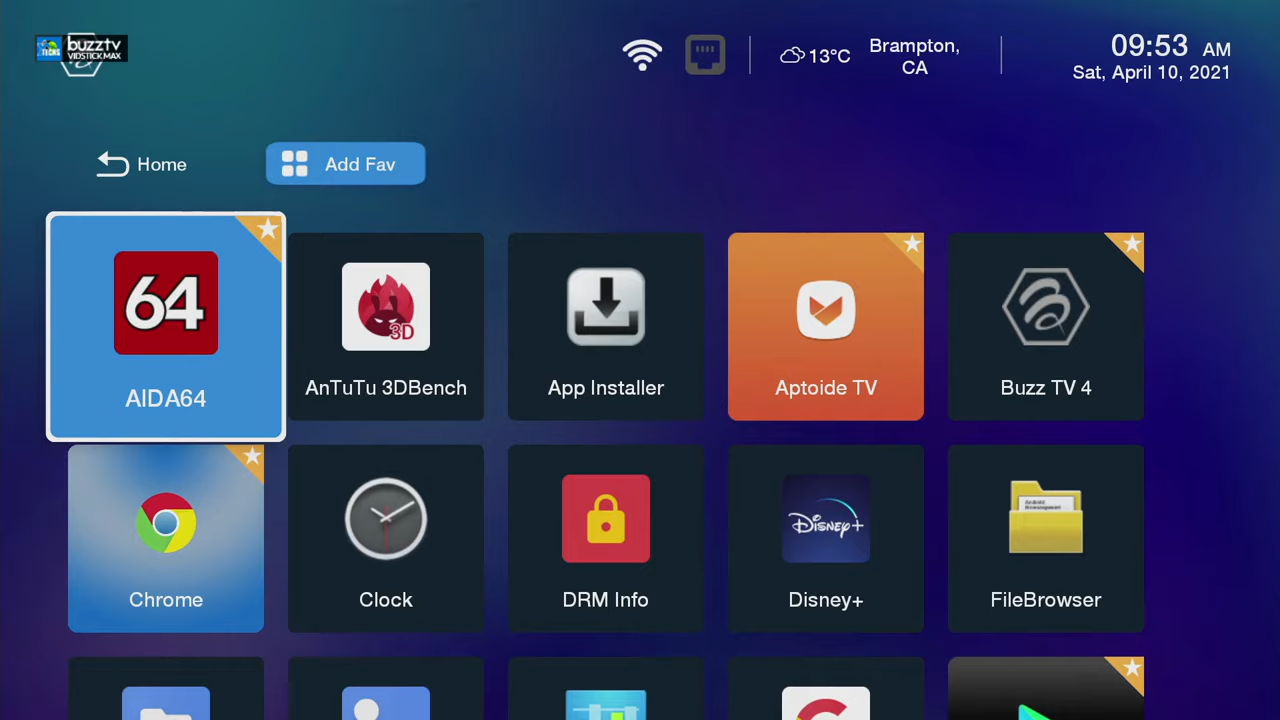 TECHS
buzztv
VIDSTICK MAX
13°C
Brampton,
CA
09:53 AM
Sat, April 10, 2021
Home
Add Fav
64
AIDA64
3D
AnTuTu 3DBench
App Installer
Aptoide TV
Buzz TV 4
Chrome
Clock
DRM Info
Disney+
Disney+
FileBrowser